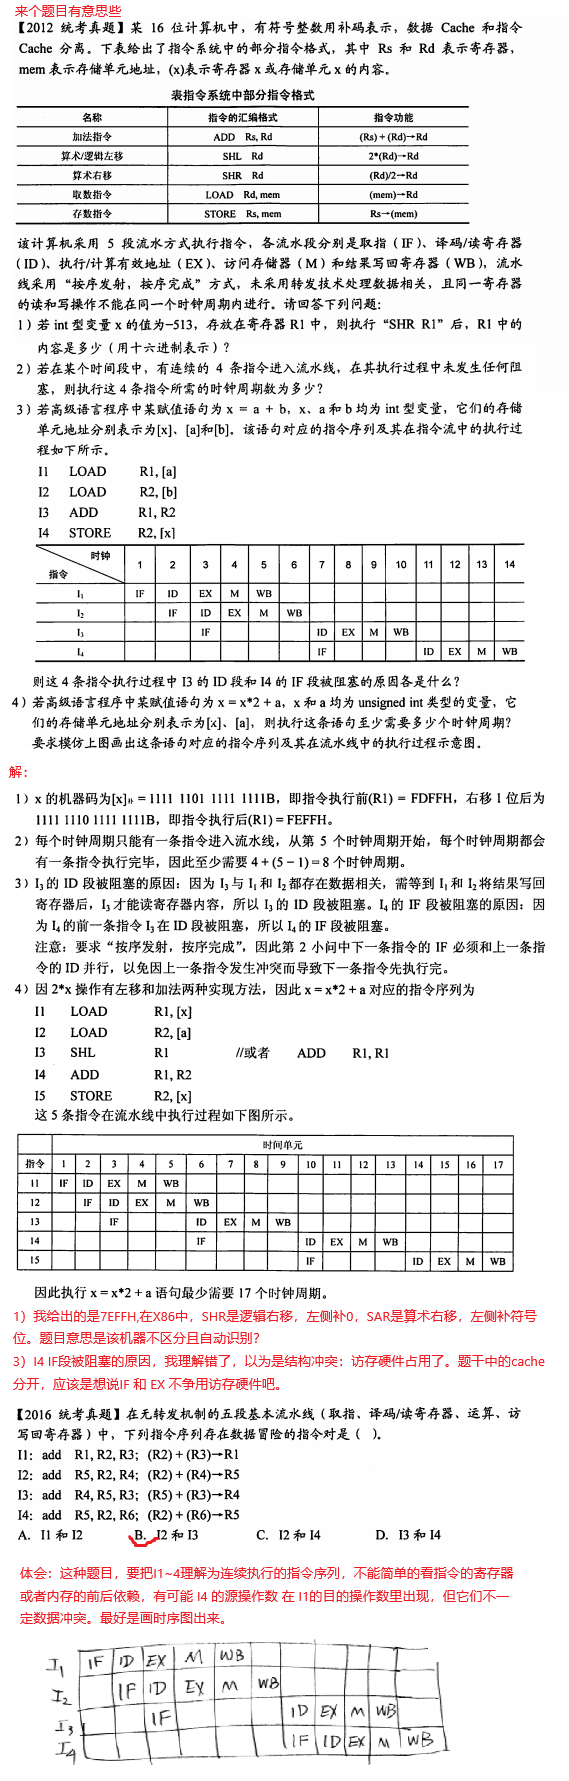 来个题目有意思些
【2012 统考真题】某 16 位计算机中，有符号整数用补码表示，数据 Cache 和指令
Cache 分离。下表给出了指令系统中的部分指令格式，其中 Rs 和 Rd 表示寄存器，
mem 表示存储单元地址，(x)表示寄存器 x 或存储单元 x 的内容。
表指令系统中部分指令格式
名称 指令的汇编格式 指令功能
加法指令 ADD Rs, Rd (Rs) + (Rd)→Rd
算术/逻辑左移 SHL Rd 2*(Rd)→Rd
算术右移 SHR Rd (Rd)/2→Rd
取数指令 LOAD Rd, mem (mem)→Rd
存数指令 STORE Rs, mem Rs→(mem)
该计算机采用 5 段流水方式执行指令，各流水段分别是取指（IF）、译码/读寄存器
（ID）、执行/计算有效地址（EX）、访问存储器（M）和结果写回寄存器（WB），流水
线采用“按序发射，按序完成”方式，未采用转发技术处理数据相关，且同一寄存器
的读和写操作不能在同一个时钟周期内进行。请回答下列问题：
1）若 int 型变量 x 的值为−513，存放在寄存器 R1 中，则执行“SHR R1”后，R1 中的
内容是多少（用十六进制表示）？
2）若在某个时间段中，有连续的 4 条指令进入流水线，在其执行过程中未发生任何阻
塞，则执行这 4 条指令所需的时钟周期数为多少？
3）若高级语言程序中某赋值语句为 x = a + b，x、a 和 b 均为 int 型变量，它们的存储
单元地址分别表示为[x]、[a]和[b]。该语句对应的指令序列及其在指令流中的执行过
程如下所示。
I1 LOAD R1, [a]
I2 LOAD R2, [b]
I3 ADD R1, R2
I4 STORE R2, [x]
时钟 1 2 3 4 5 6 7 8 9 10 11 12 13 14
指令
I₁ IF ID EX M WB
I₂ IF ID EX M WB
I₃ IF ID EX M WB
I₄ IF ID EX M WB
则这 4 条指令执行过程中 I3 的 ID 段和 I4 的 IF 段被阻塞的原因各是什么？
4）若高级语言程序中某赋值语句为 x = x*2 + a，x 和 a 均为 unsigned int 类型的变量，它
们的存储单元地址分别表示为[x]、[a]，则执行这条语句至少需要多少个时钟周期？
要求模仿上图画出这条语句对应的指令序列及其在流水线中的执行过程示意图。
解：
1）x 的机器码为[x]补 = 1111 1101 1111 1111B，即指令执行前(R1) = FDFFH，右移 1 位后为
1111 1110 1111 1111B，即指令执行后(R1) = FEFFH。
2）每个时钟周期只能有一条指令进入流水线，从第 5 个时钟周期开始，每个时钟周期都会
有一条指令执行完毕，因此至少需要 4 + (5 − 1) = 8 个时钟周期。
3）I₃ 的 ID 段被阻塞的原因：因为 I₃ 与 I₁ 和 I₂ 都存在数据相关，需等到 I₁ 和 I₂ 将结果写回
寄存器后，I₃ 才能读寄存器内容，所以 I₃ 的 ID 段被阻塞。I₄ 的 IF 段被阻塞的原因：因
为 I₄ 的前一条指令 I₃ 在 ID 段被阻塞，所以 I₄ 的 IF 段被阻塞。
注意：要求“按序发射，按序完成”，因此第 2 小问中下一条指令的 IF 必须和上一条指
令的 ID 并行，以免因上一条指令发生冲突而导致下一条指令先执行完。
4）因 2*x 操作有左移和加法两种实现方法，因此 x = x*2 + a 对应的指令序列为
I1 LOAD R1, [x]
I2 LOAD R2, [a]
I3 SHL R1 //或者 ADD R1, R1
I4 ADD R1, R2
I5 STORE R2, [x]
这 5 条指令在流水线中执行过程如下图所示。
时间单元
指令 1 2 3 4 5 6 7 8 9 10 11 12 13 14 15 16 17
I1 IF ID EX M WB
I2 IF ID EX M WB
I3 IF ID EX M WB
I4 IF ID EX M WB
I5 IF ID EX M WB
因此执行 x = x*2 + a 语句最少需要 17 个时钟周期。
1）我给出的是7EFFH,在X86中，SHR是逻辑右移，左侧补0，SAR是算术右移，左侧补符号
位。题目意思是该机器不区分且自动识别?
3）I4 IF段被阻塞的原因，我理解错了，以为是结构冲突：访存硬件占用了。题干中的cache
分开，应该是想说IF 和 EX 不争用访存硬件吧。
【2016 统考真题】在无转发机制的五段基本流水线（取指、译码/读寄存器、运算、访
写回寄存器）中，下列指令序列存在数据冒险的指令对是（ ）。
I1: add R1, R2, R3; (R2) + (R3)→R1
I2: add R5, R2, R4; (R2) + (R4)→R5
I3: add R4, R5, R3; (R5) + (R3)→R4
I4: add R5, R2, R6; (R2) + (R6)→R5
A. I1 和 I2 B. I2 和 I3 C. I2 和 I4 D. I3 和 I4
体会：这种题目，要把I1~4理解为连续执行的指令序列，不能简单的看指令的寄存器
或者内存的前后依赖，有可能 I4 的源操作数 在 I1的目的操作数里出现，但它们不一
定数据冲突。最好是画时序图出来。
I₁ IF ID EX M WB
I₂ IF ID EX M WB
I₃ IF ID EX M WB
I₄ IF ID EX M WB